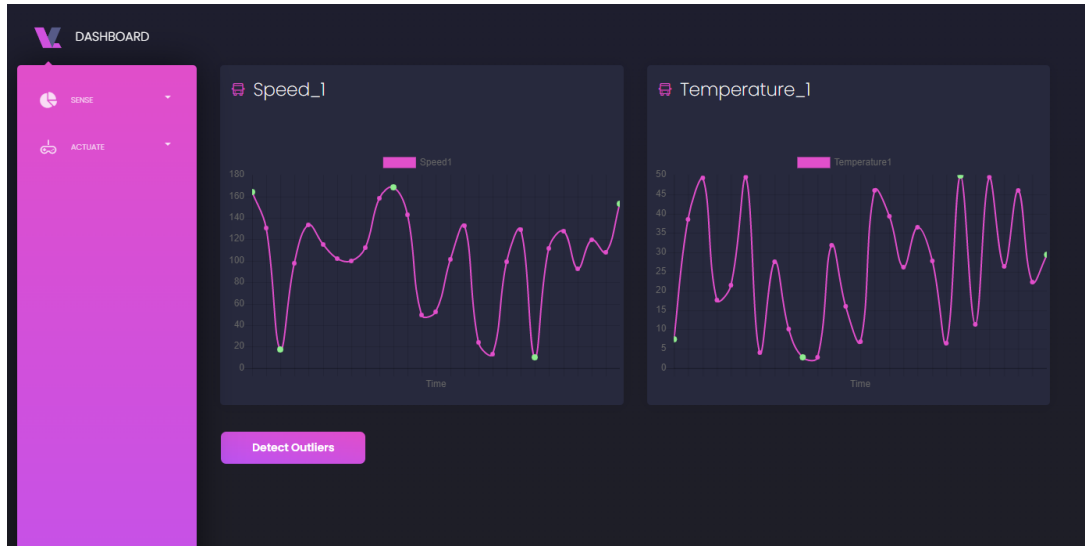 DASHBOARD
SENSE
ACTUATE
Speed_1
Speed1
180
160
140
120
100
80
60
40
20
0
Time
Temperature_1
Temperature1
50
45
40
35
30
25
20
15
10
5
0
Time
Detect Outliers